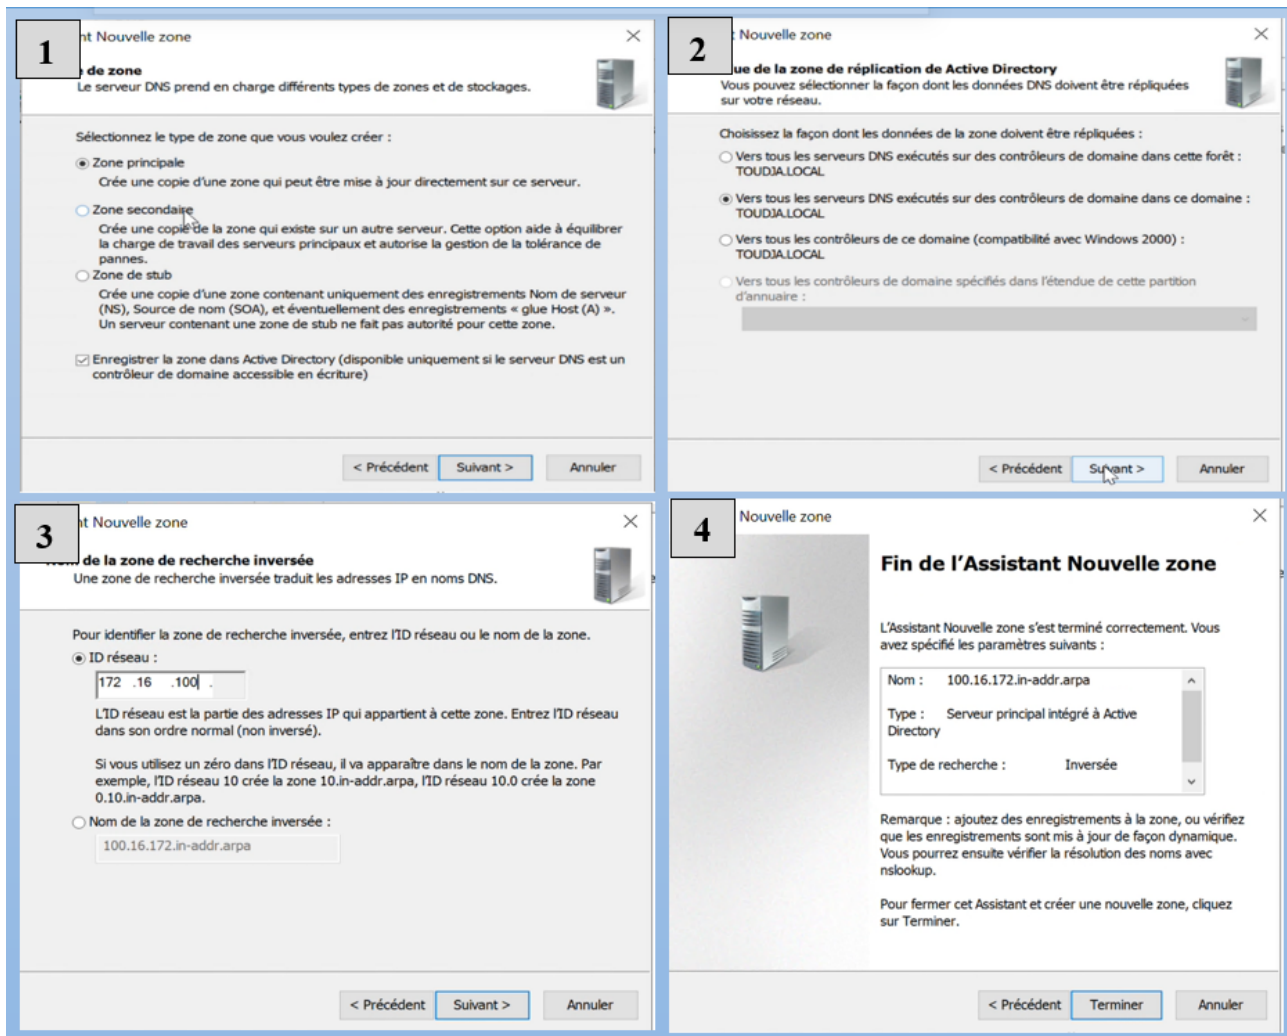 1
nt Nouvelle zone
e de zone
Le serveur DNS prend en charge différents types de zones et de stockages.
Sélectionnez le type de zone que vous voulez créer :
Zone principale
Crée une copie d'une zone qui peut être mise à jour directement sur ce serveur.
Zone secondaire
Crée une copie de la zone qui existe sur un autre serveur. Cette option aide à équilibrer
la charge de travail des serveurs principaux et autorise la gestion de la tolérance de
pannes.
Zone de stub
Crée une copie d'une zone contenant uniquement des enregistrements Nom de serveur
(NS), Source de nom (SOA), et éventuellement des enregistrements « glue Host (A) ».
Un serveur contenant une zone de stub ne fait pas autorité pour cette zone.
Enregistrer la zone dans Active Directory (disponible uniquement si le serveur DNS est un
contrôleur de domaine accessible en écriture)
< Précédent Suivant > Annuler
2
Nouvelle zone
ue de la zone de réplication de Active Directory
Vous pouvez sélectionner la façon dont les données DNS doivent être répliquées
sur votre réseau.
Choisissez la façon dont les données de la zone doivent être répliquées :
Vers tous les serveurs DNS exécutés sur des contrôleurs de domaine dans cette forêt :
TOUDJA.LOCAL
Vers tous les serveurs DNS exécutés sur des contrôleurs de domaine dans ce domaine :
TOUDJA.LOCAL
Vers tous les contrôleurs de ce domaine (compatibilité avec Windows 2000) :
TOUDJA.LOCAL
Vers tous les contrôleurs de domaine spécifiés dans l'étendue de cette partition
d'annuaire :
< Précédent Suivant > Annuler
3
nt Nouvelle zone
de la zone de recherche inversée
Une zone de recherche inversée traduit les adresses IP en noms DNS.
Pour identifier la zone de recherche inversée, entrez l'ID réseau ou le nom de la zone.
ID réseau :
172 .16 .100 .
L'ID réseau est la partie des adresses IP qui appartient à cette zone. Entrez l'ID réseau
dans son ordre normal (non inversé).
Si vous utilisez un zéro dans l'ID réseau, il va apparaître dans le nom de la zone. Par
exemple, l'ID réseau 10 crée la zone 10.in-addr.arpa, l'ID réseau 10.0 crée la zone
0.10.in-addr.arpa.
Nom de la zone de recherche inversée :
100.16.172.in-addr.arpa
< Précédent Suivant > Annuler
4
Nouvelle zone
Fin de l'Assistant Nouvelle zone
L'Assistant Nouvelle zone s'est terminé correctement. Vous
avez spécifié les paramètres suivants :
Nom : 100.16.172.in-addr.arpa
Type : Serveur principal intégré à Active
Directory
Type de recherche : Inversée
Remarque : ajoutez des enregistrements à la zone, ou vérifiez
que les enregistrements sont mis à jour de façon dynamique.
Vous pourrez ensuite vérifier la résolution des noms avec
nslookup.
Pour fermer cet Assistant et créer une nouvelle zone, cliquez
sur Terminer.
< Précédent Terminer Annuler